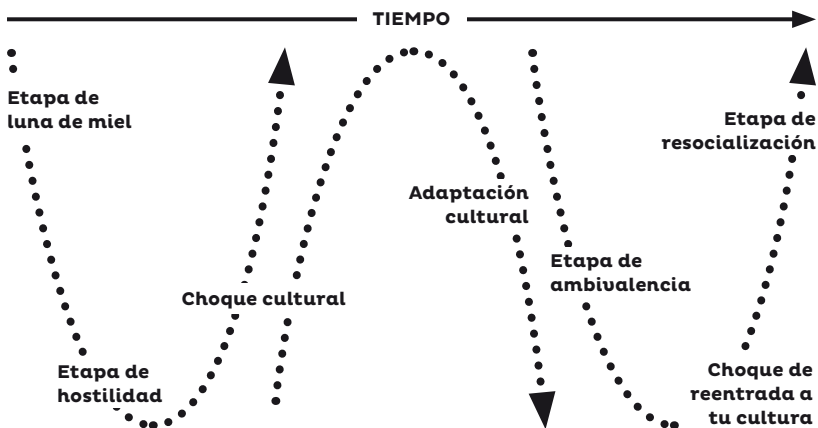 TIEMPO
Etapa de
luna de miel
Etapa de
hostilidad
Choque cultural
Adaptación
cultural
Etapa de
ambivalencia
Etapa de
resocialización
Choque de
reentrada a
tu cultura